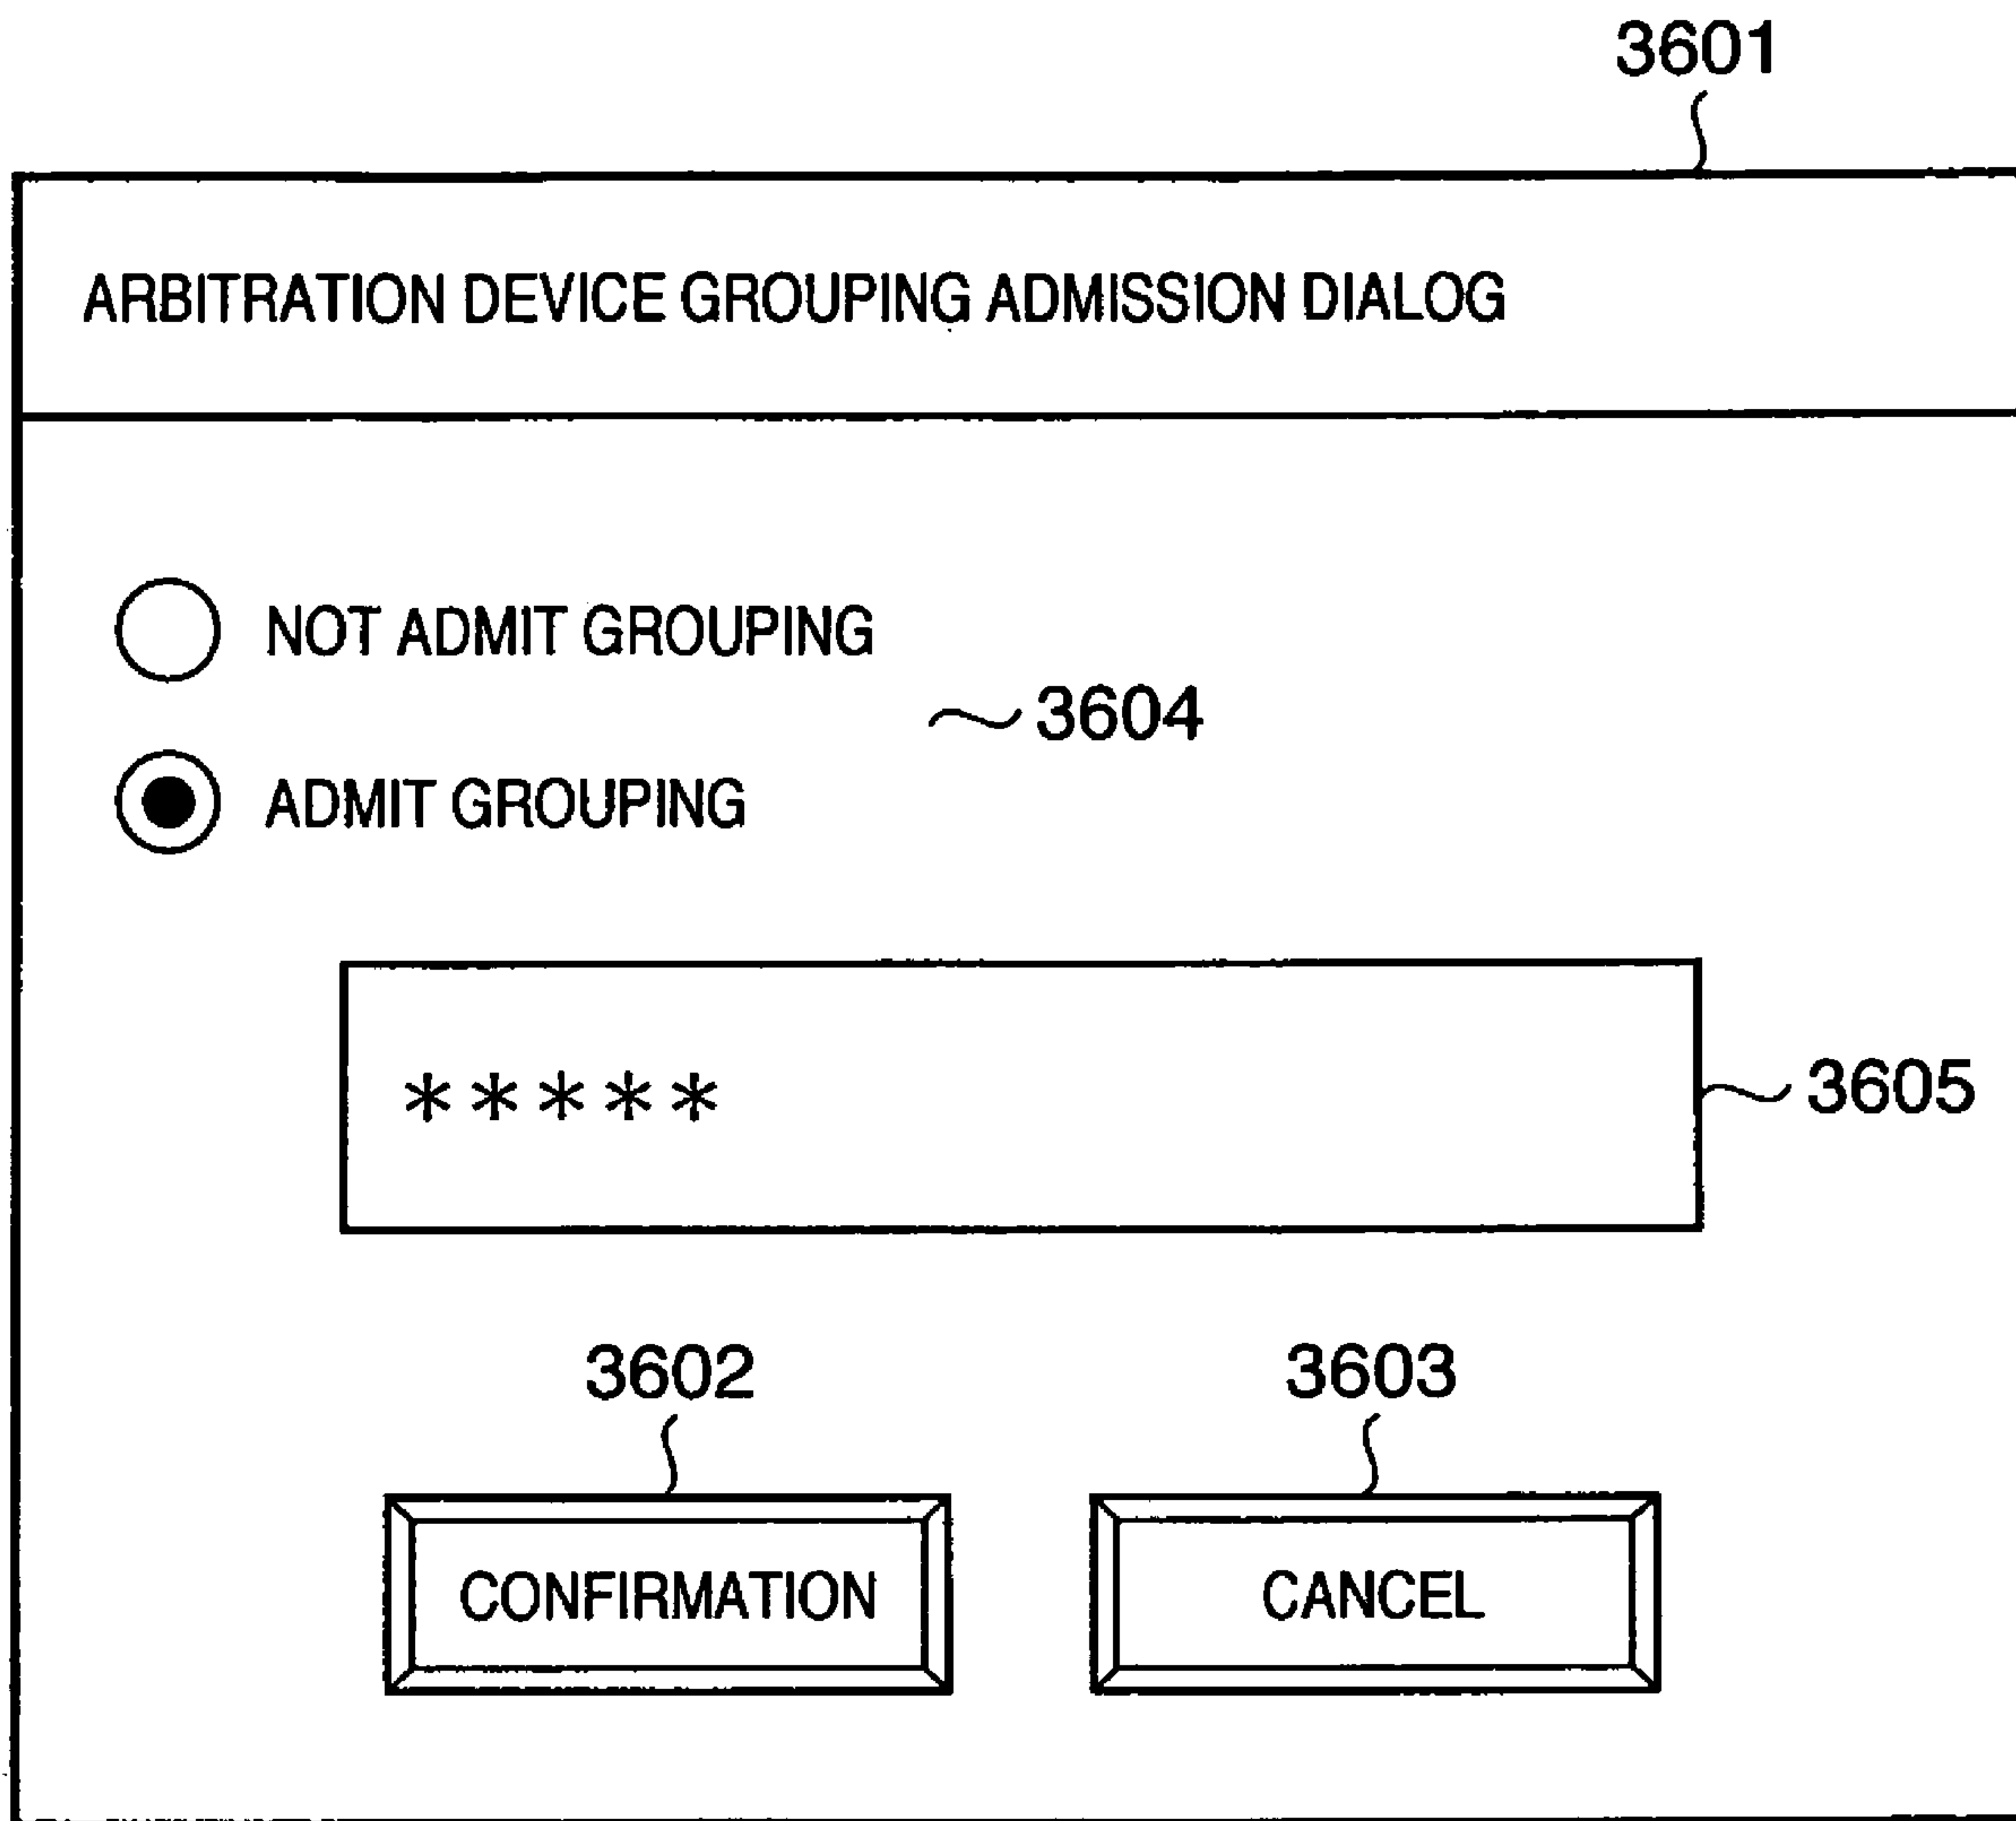 3601
ARBITRATION DEVICE GROUPING ADMISSION DIALOG
NOT ADMIT GROUPING
3604
ADMIT GROUPING
*****
3605
3602
3603
CONFIRMATION
CANCEL